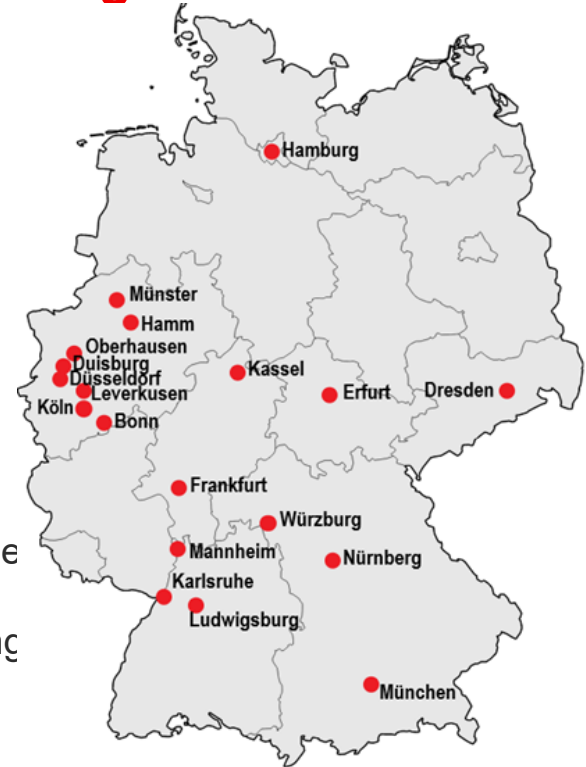 Hamburg
Münster
Hamm
Oberhausen
Duisburg
Kassel
Düsseldorf
Leverkusen
Erfurt
Dresden
Köln
Bonn
Frankfurt
Würzburg
Mannheim
Nürnberg
Karlsruhe
Ludwigsburg
München